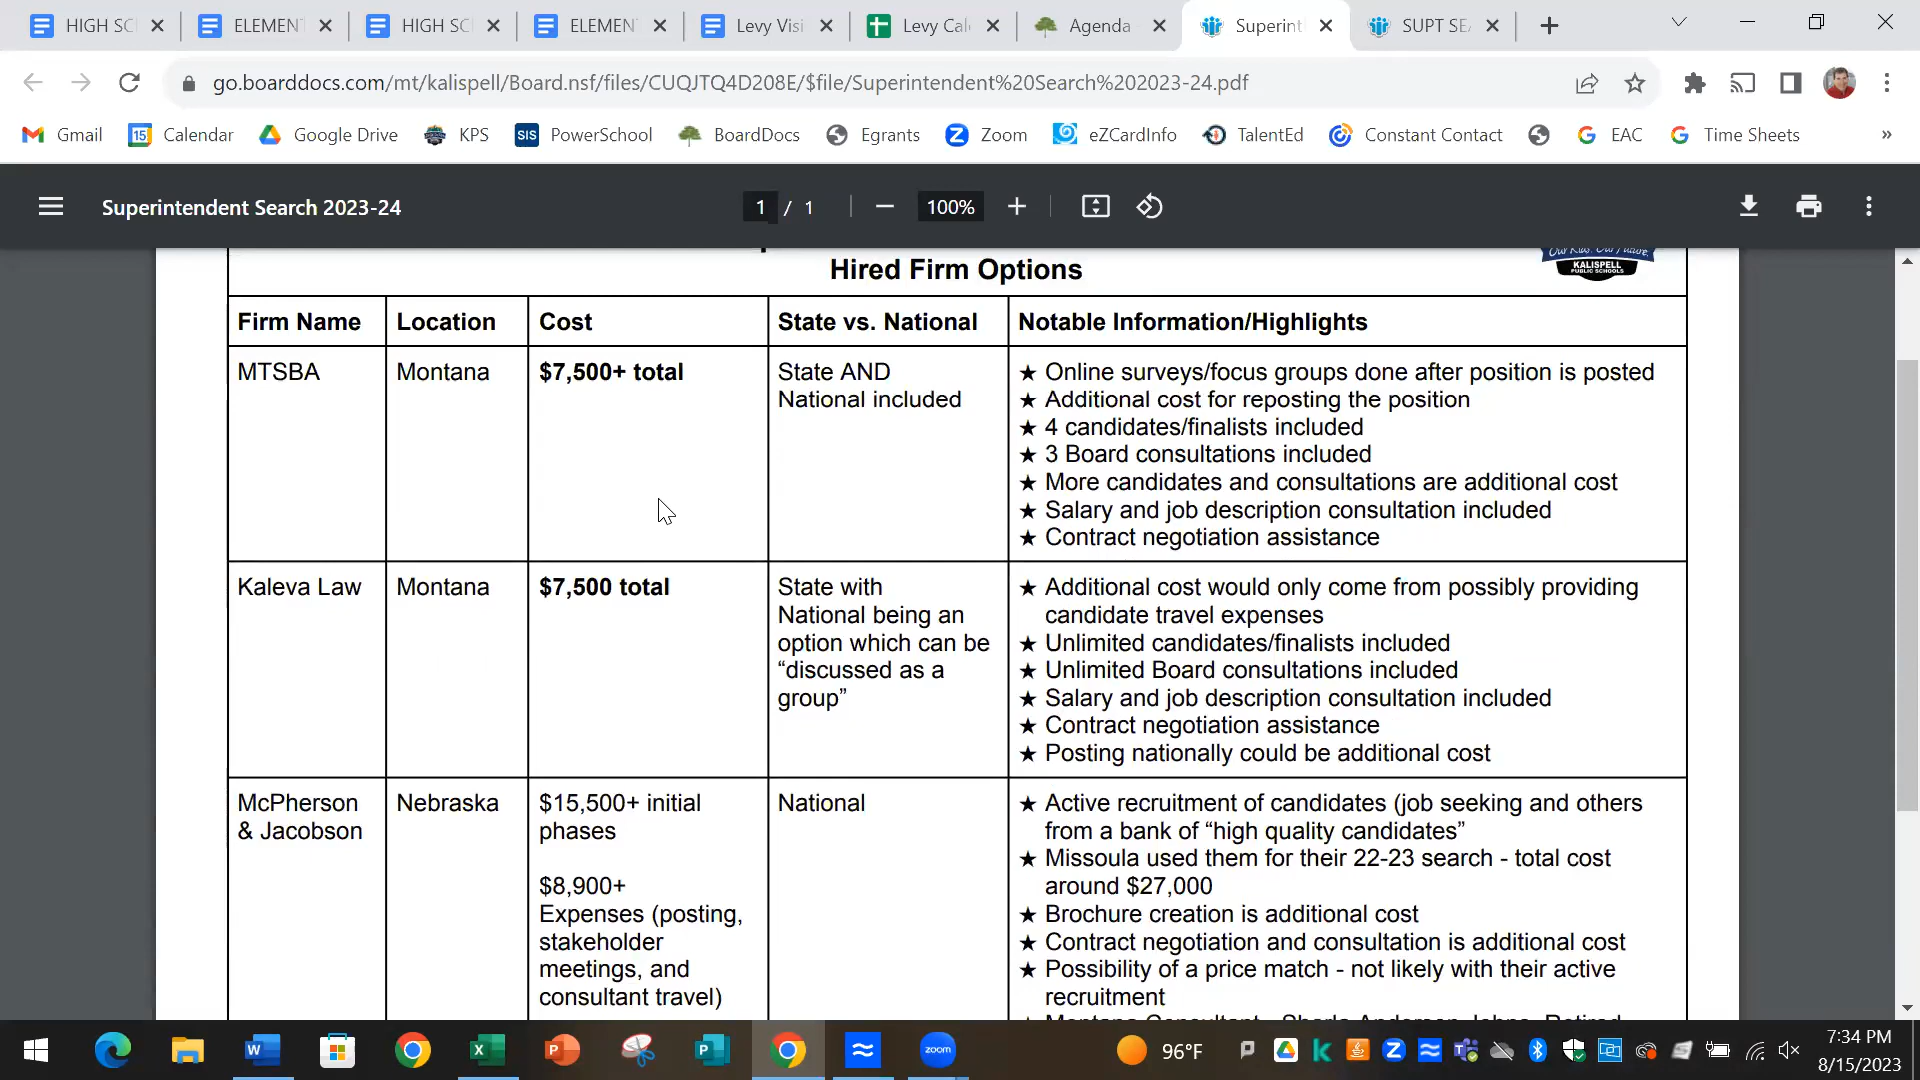 HIGH SC
ELEMEN
HIGH SC
ELEMEN
Levy Visi
Levy Cal
Agenda
Superint
SUPT SEA
go.boarddocs.com/mt/kalispell/Board.nsf/files/CUQJTQ4D208E/$file/Superintendent%20Search%202023-24.pdf
Gmail
15
Calendar
Google Drive
KPS
SIS
PowerSchool
BoardDocs
Egrants
Zoom
eZCardInfo
TalentEd
Constant Contact
EAC
Time Sheets
»
Superintendent Search 2023-24
1 / 1
100%
Our Kids. Our Future.
KALISPELL
PUBLIC SCHOOLS
Hired Firm Options
Firm Name
Location
Cost
State vs. National
Notable Information/Highlights
MTSBA
Montana
$7,500+ total
State AND
National included
★ Online surveys/focus groups done after position is posted
★ Additional cost for reposting the position
★ 4 candidates/finalists included
★ 3 Board consultations included
★ More candidates and consultations are additional cost
★ Salary and job description consultation included
★ Contract negotiation assistance
Kaleva Law
Montana
$7,500 total
State with
National being an
option which can be
“discussed as a
group”
★ Additional cost would only come from possibly providing
candidate travel expenses
★ Unlimited candidates/finalists included
★ Unlimited Board consultations included
★ Salary and job description consultation included
★ Contract negotiation assistance
★ Posting nationally could be additional cost
McPherson
& Jacobson
Nebraska
$15,500+ initial
phases
$8,900+
Expenses (posting,
stakeholder
meetings, and
consultant travel)
National
★ Active recruitment of candidates (job seeking and others
from a bank of “high quality candidates”
★ Missoula used them for their 22-23 search - total cost
around $27,000
★ Brochure creation is additional cost
★ Contract negotiation and consultation is additional cost
★ Possibility of a price match - not likely with their active
recruitment
zoom
96°F
7:34 PM
8/15/2023